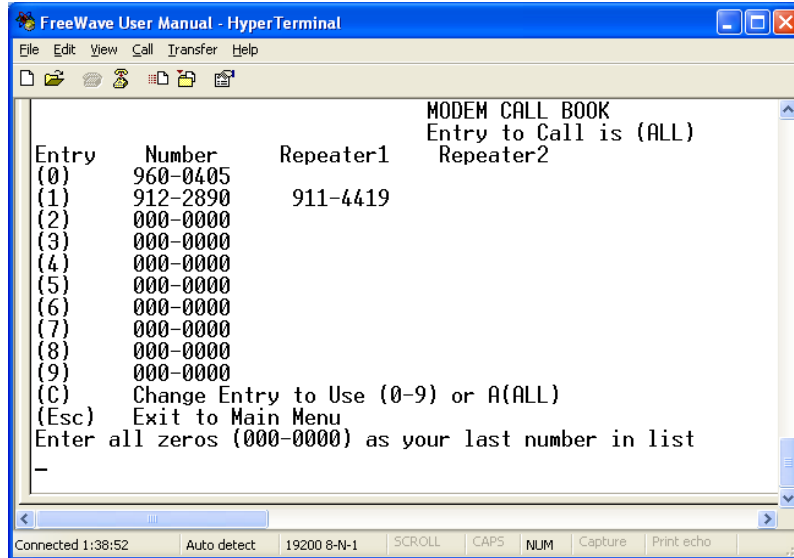 FreeWave User Manual - HyperTerminal
File Edit View Call Transfer Help
MODEM CALL BOOK
Entry to Call is (ALL)
Entry Number Repeater1 Repeater2
(0) 960-0405
(1) 912-2890 911-4419
(2) 000-0000
(3) 000-0000
(4) 000-0000
(5) 000-0000
(6) 000-0000
(7) 000-0000
(8) 000-0000
(9) 000-0000
(C) Change Entry to Use (0-9) or A(ALL)
(Esc) Exit to Main Menu
Enter all zeros (000-0000) as your last number in list
_
Connected 1:38:52 Auto detect 19200 8-N-1 SCROLL CAPS NUM Capture Print echo